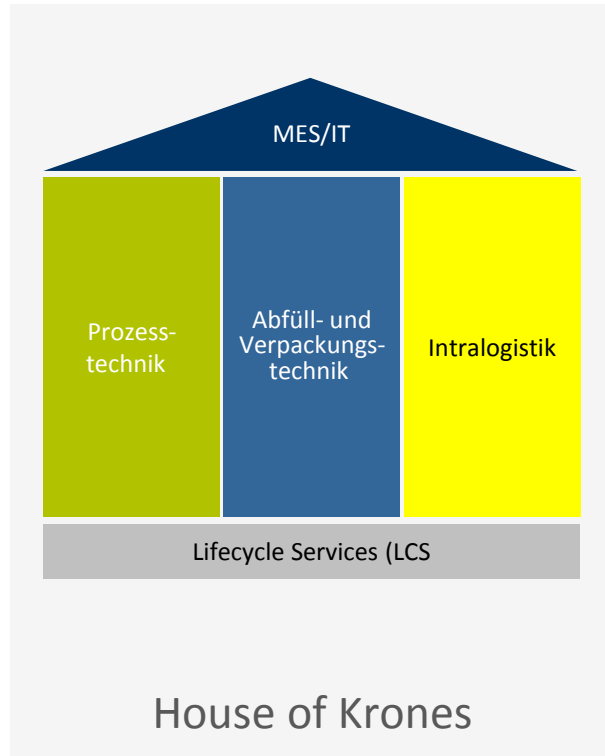 MES/IT
Prozess-
technik
Abfüll- und
Verpackungs-
technik
Intralogistik
Lifecycle Services (LCS
House of Krones